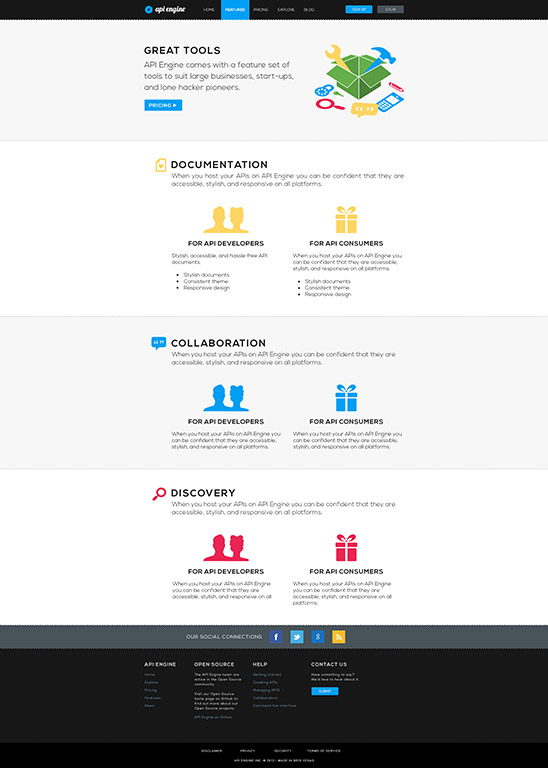 api engine HOME FEATURES PRICING EXPLORE BLOG SIGN UP LOGIN
GREAT TOOLS
API Engine comes with a feature set of
tools to suit large businesses, start-ups,
and lone hacker pioneers.
PRICING
DOCUMENTATION
When you host your APIs on API Engine you can be confident that they are
accessible, stylish, and responsive on all platforms.
FOR API DEVELOPERS
Stylish, accessible, and hassle free API
documents.
• Stylish documents
• Consistent theme
• Responsive design
FOR API CONSUMERS
When you host your APIs on API Engine you
can be confident that they are accessible,
stylish, and responsive on all platforms.
• Stylish documents
• Consistent theme
• Responsive design
COLLABORATION
When you host your APIs on API Engine you can be confident that they are
accessible, stylish, and responsive on all platforms.
FOR API DEVELOPERS
When you host your APIs on API Engine you
can be confident that they are accessible,
stylish, and responsive on all platforms.
FOR API CONSUMERS
When you host your APIs on API Engine you
can be confident that they are accessible,
stylish, and responsive on all platforms.
DISCOVERY
When you host your APIs on API Engine you can be confident that they are
accessible, stylish, and responsive on all platforms.
FOR API DEVELOPERS
When you host your APIs on API Engine
you can be confident that they are
accessible, stylish, and responsive on all
FOR API CONSUMERS
When you host your APIs on API Engine
you can be confident that they are
accessible, stylish, and responsive on all
platforms.
OUR SOCIAL CONNECTIONS
API ENGINE
Home
Explore
Pricing
Features
News
OPEN SOURCE
The API Engine team are
active in the Open Source
community.
Visit our Open Source
home page on Github to
find out more about our
Open Source projects.
API Engine on Github
HELP
Getting started
Creating APIs
Managing APIs
Collaborators
Command line interface
CONTACT US
Have something to say?
We'd love to hear about it.
SUBMIT
DISCLAIMER PRIVACY SECURITY TERMS OF SERVICE
API ENGINE INC. © 2012 - MADE IN BRIS VEGAS